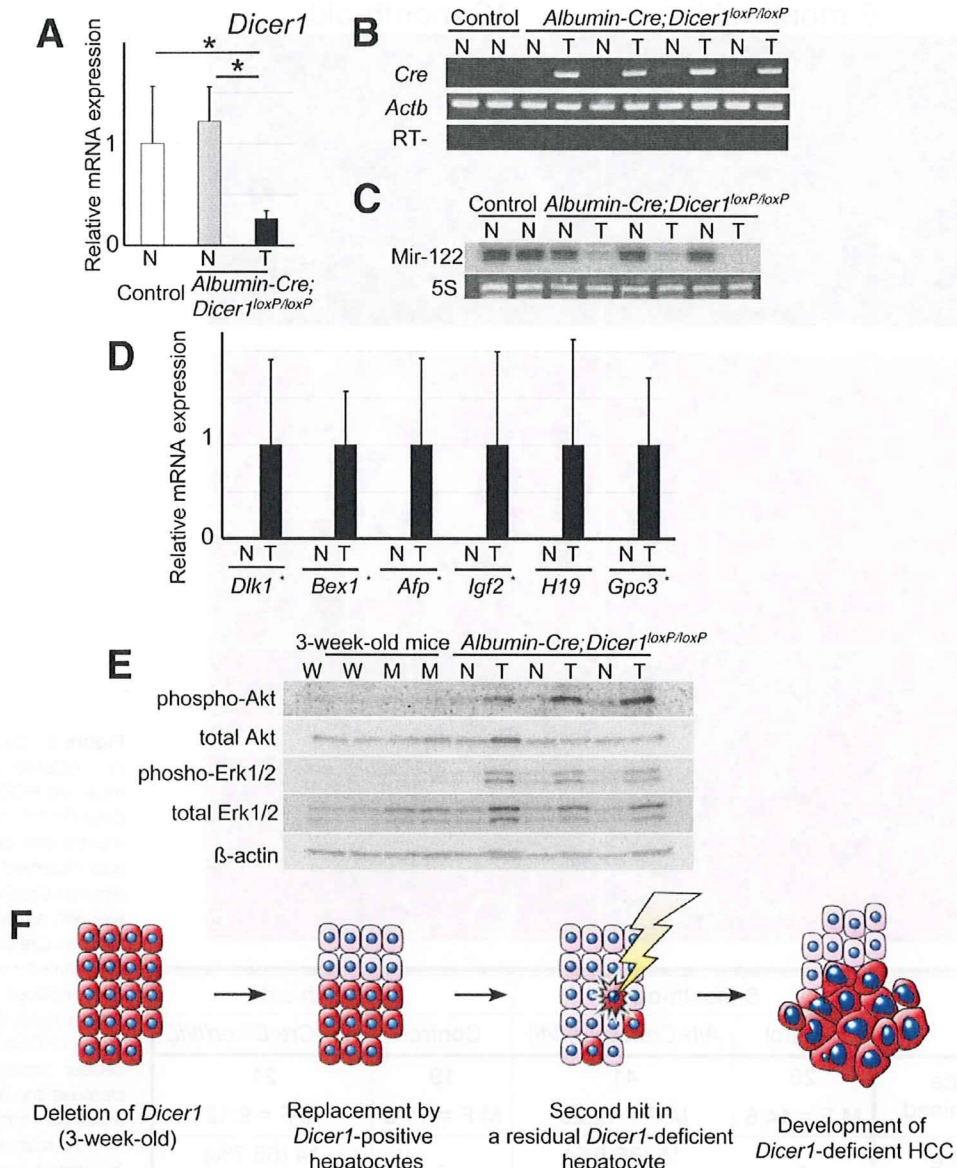 A
Dicer1
Relative mRNA expression
*
*
1
0
N
N T
Control
Albumin-Cre;
Dicer1loxP/loxP
B
Control Albumin-Cre;Dicer1loxP/loxP
N N N T N T N T N T
Cre
Actb
RT-
C
Control Albumin-Cre;Dicer1loxP/loxP
N N N T N T N T
Mir-122
5S
D
Relative mRNA expression
1
0
N T N T N T N T N T N T
Dlk1 * Bex1 * Afp * Igf2 * H19 Gpc3 *
E
3-week-old mice Albumin-Cre;Dicer1loxP/loxP
W W M M N T N T N T
phospho-Akt
total Akt
phosho-Erk1/2
total Erk1/2
ß-actin
F
Deletion of Dicer1
(3-week-old)
Replacement by
Dicer1-positive
hepatocytes
Second hit in
a residual Dicer1-deficient
hepatocyte
Development of
Dicer1-deficient HCC